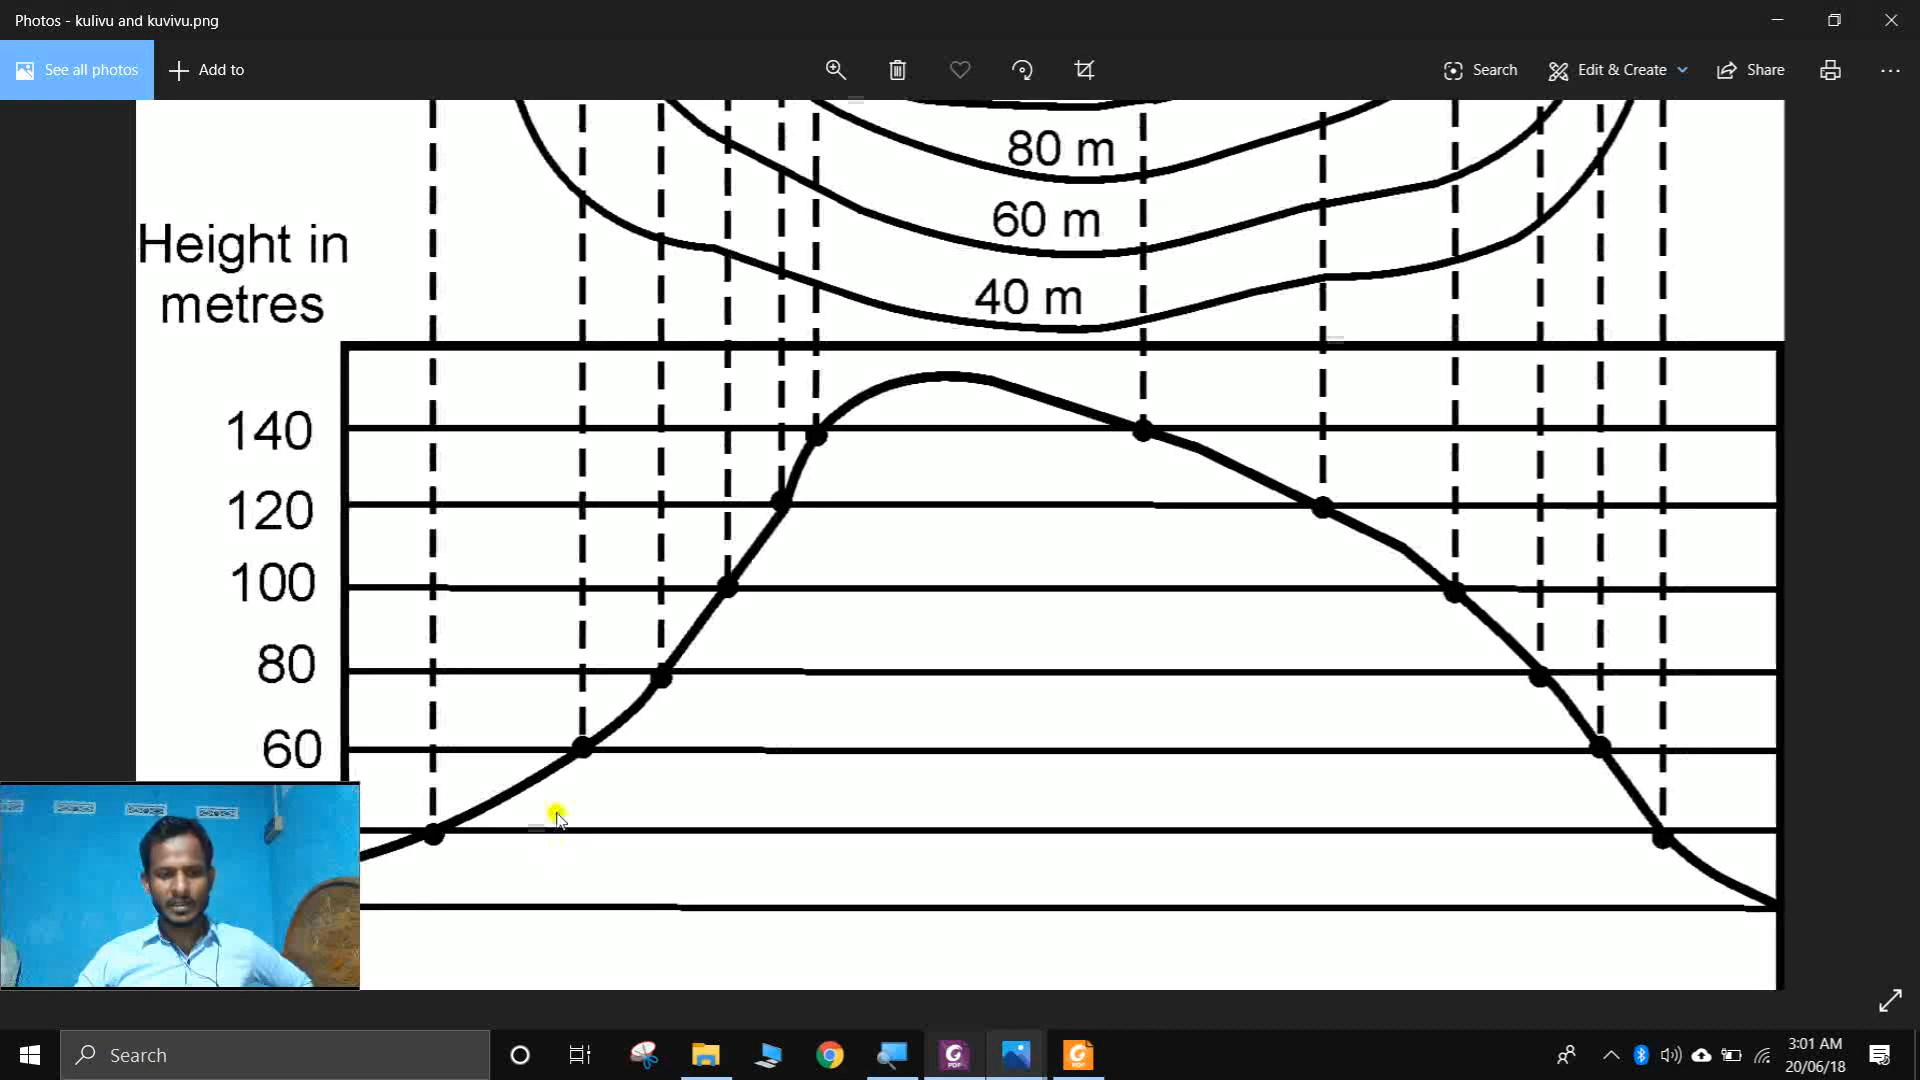 Photos - kulivu and kuvivu.png
See all photos
Add to
Search
Edit & Create
Share
80 m
60 m
40 m
Height in
metres
140
120
100
80
60
Search
3:01 AM
20/06/18